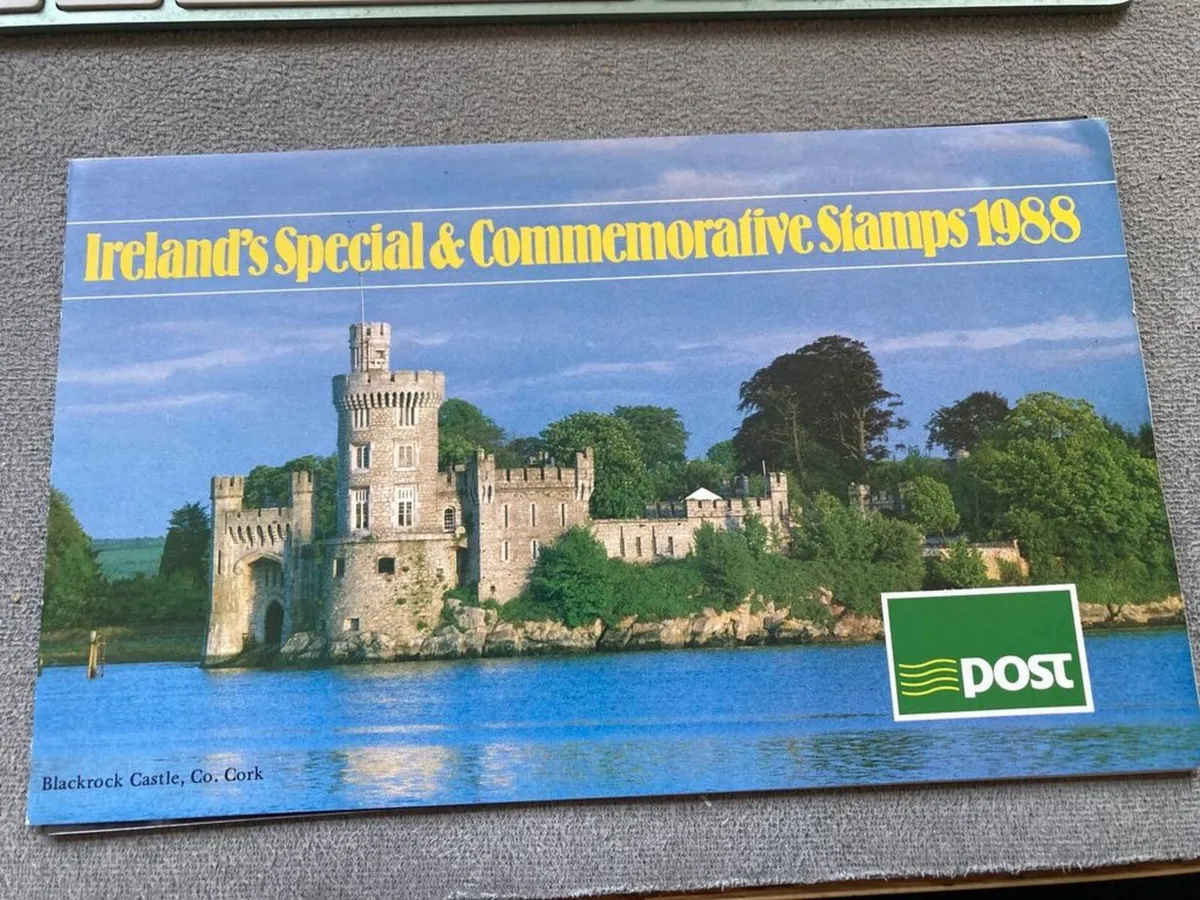 Ireland's Special & Commemorative Stamps 1988
post
Blackrock Castle, Co. Cork